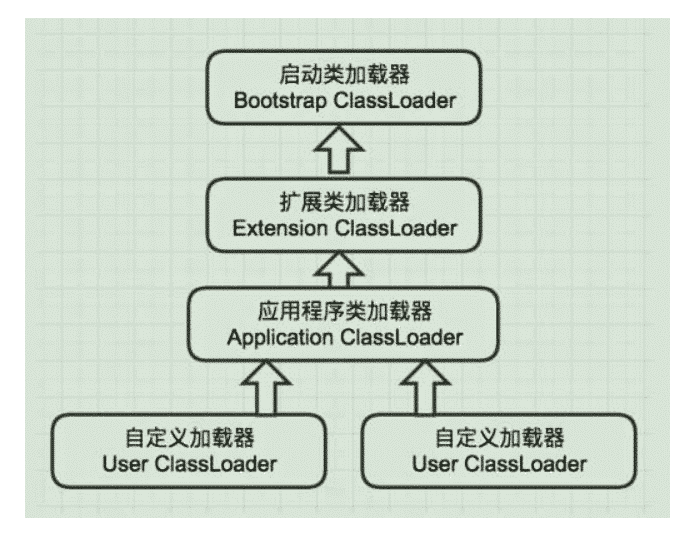 启动类加载器
Bootstrap ClassLoader
扩展类加载器
Extension ClassLoader
应用程序类加载器
Application ClassLoader
自定义加载器
User ClassLoader
自定义加载器
User ClassLoader